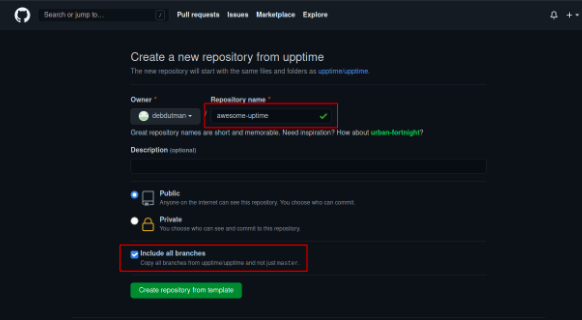 Search or jump to... /
Pull requests Issues Marketplace Explore
Create a new repository from upptime
The new repository will start with the same files and folders as upptime/upptime.
Owner * Repository name *
debdutman / awesome-uptime
Great repository names are short and memorable. Need inspiration? How about urban-fortnight?
Description (optional)
Public
Anyone on the internet can see this repository. You choose who can commit.
Private
You choose who can see and commit to this repository.
Include all branches
Copy all branches from upptime/upptime and not just master.
Create repository from template